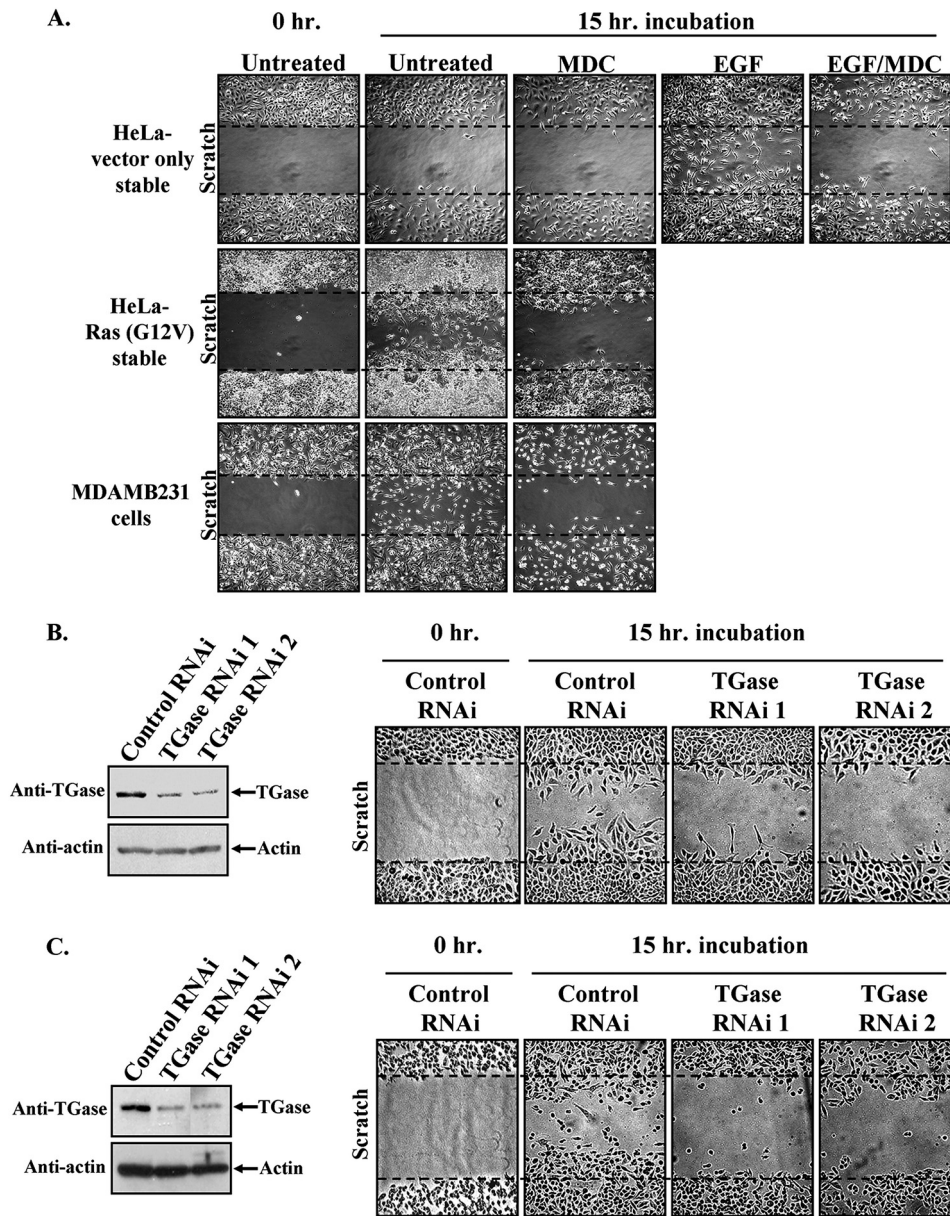 A.
0 hr.
15 hr. incubation
Untreated
Untreated
MDC
EGF
EGF/MDC
HeLa-
vector only
stable
Scratch
HeLa-
Ras (G12V)
stable
Scratch
MDAMB231
cells
Scratch
B.
Control RNAi
TGase RNAi 1
TGase RNAi 2
Anti-TGase
TGase
Anti-actin
Actin
0 hr.
15 hr. incubation
Control
RNAi
Control
RNAi
TGase
RNAi 1
TGase
RNAi 2
Scratch
C.
Control RNAi
TGase RNAi 1
TGase RNAi 2
Anti-TGase
TGase
Anti-actin
Actin
0 hr.
15 hr. incubation
Control
RNAi
Control
RNAi
TGase
RNAi 1
TGase
RNAi 2
Scratch